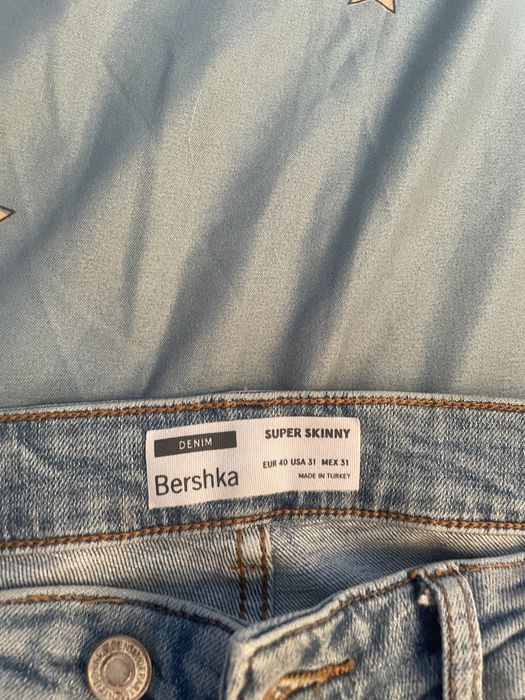 DENIM
SUPER SKINNY
Bershka
EUR 40 USA 31 MEX 31
MADE IN TURKEY